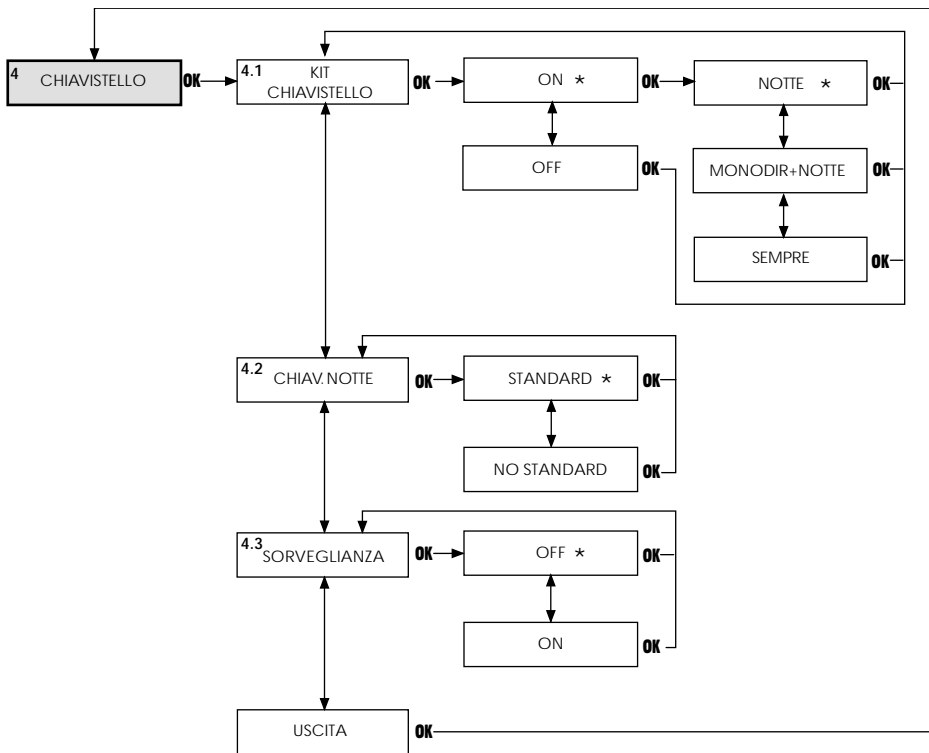 4 CHIAVISTELLO OK
4.1 KIT CHIAVISTELLO OK
ON * OK
NOTTE * OK
OFF OK
MONODIR+NOTTE OK
SEMPRE OK
4.2 CHIAV. NOTTE OK
STANDARD * OK
NO STANDARD OK
4.3 SORVEGLIANZA OK
OFF * OK
ON OK
USCITA OK